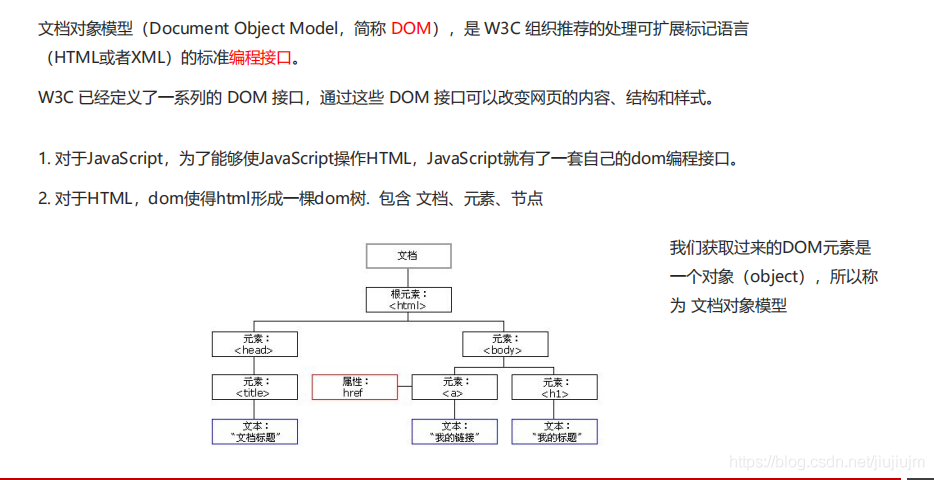 文档对象模型（Document Object Model，简称 DOM），是 W3C 组织推荐的处理可扩展标记语言
（HTML或者XML）的标准编程接口。
W3C 已经定义了一系列的 DOM 接口，通过这些 DOM 接口可以改变网页的内容、结构和样式。
1. 对于JavaScript，为了能够使JavaScript操作HTML，JavaScript就有了一套自己的dom编程接口。
2. 对于HTML，dom使得html形成一棵dom树. 包含 文档、元素、节点
我们获取过来的DOM元素是
一个对象（object），所以称
为 文档对象模型
文档
根元素：
<html>
元素：
<head>
元素：
<body>
元素：
<title>
属性：
href
元素：
<a>
元素：
<h1>
文本：
“文档标题”
文本：
“我的链接”
文本：
“我的标题”
https://blog.csdn.net/jiujiujm